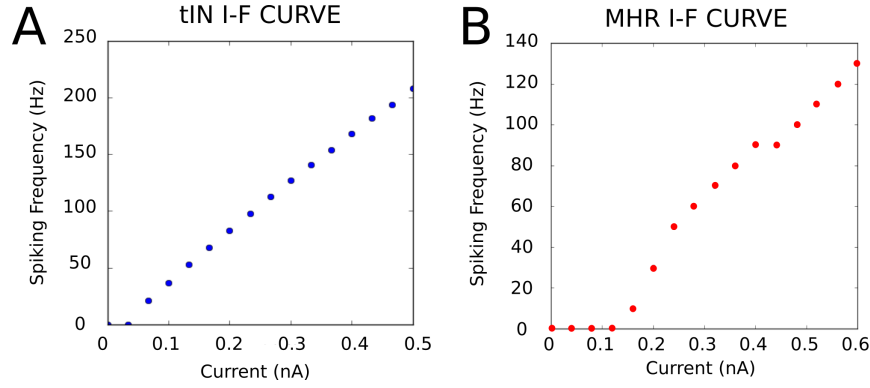 A
tIN I-F CURVE
250
200
150
100
50
0
Spiking Frequency (Hz)
0 0.1 0.2 0.3 0.4 0.5
Current (nA)
B
MHR I-F CURVE
140
120
100
80
60
40
20
0
Spiking Frequency (Hz)
0 0.1 0.2 0.3 0.4 0.5 0.6
Current (nA)